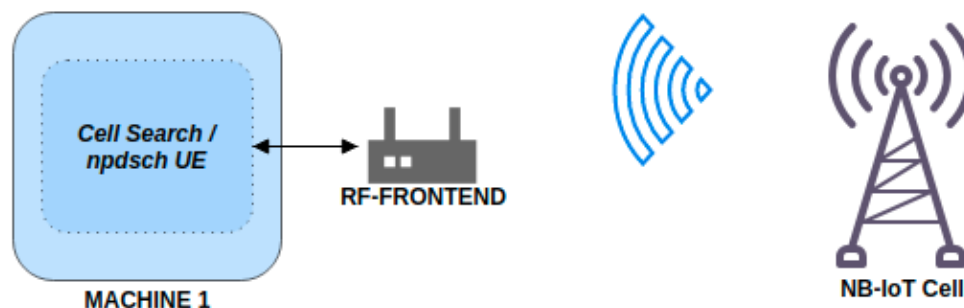 Cell Search /
npdsch UE
RF-FRONTEND
MACHINE 1
NB-IoT Cell